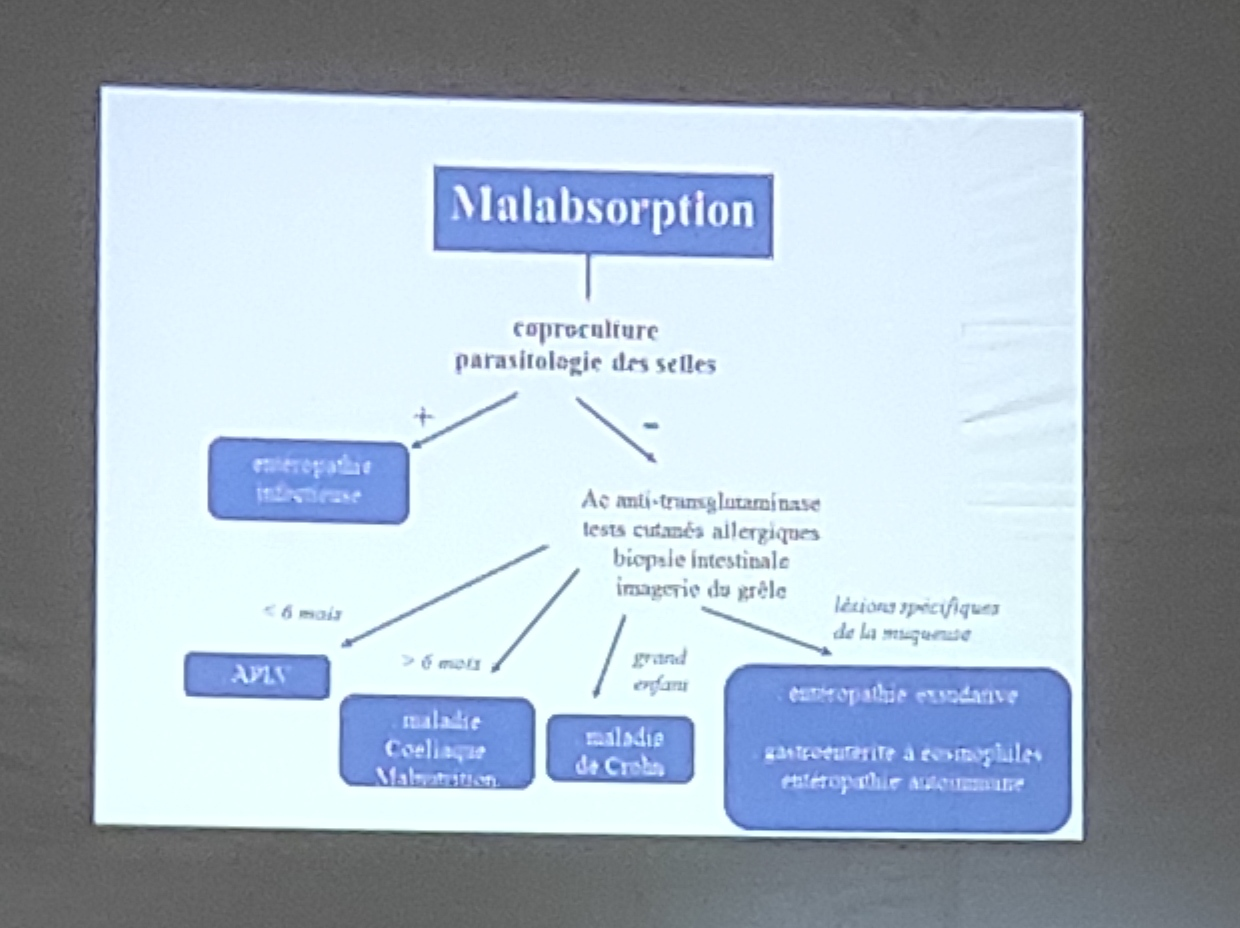 Malabsorption
coproculture
parasitologie des selles
+
-
entéropathie
infectieuse
Ac anti-transglutaminase
tests cutanés allergiques
biopsie intestinale
imagerie du grêle
< 6 mois
> 6 mois
grand
enfant
lésions spécifiques
de la muqueuse
APLV
maladie
Coeliaque
Malnutrition
maladie
de Crohn
entéropathie exsudative
gastroentérite à éosinophiles
entéropathie autoimmune